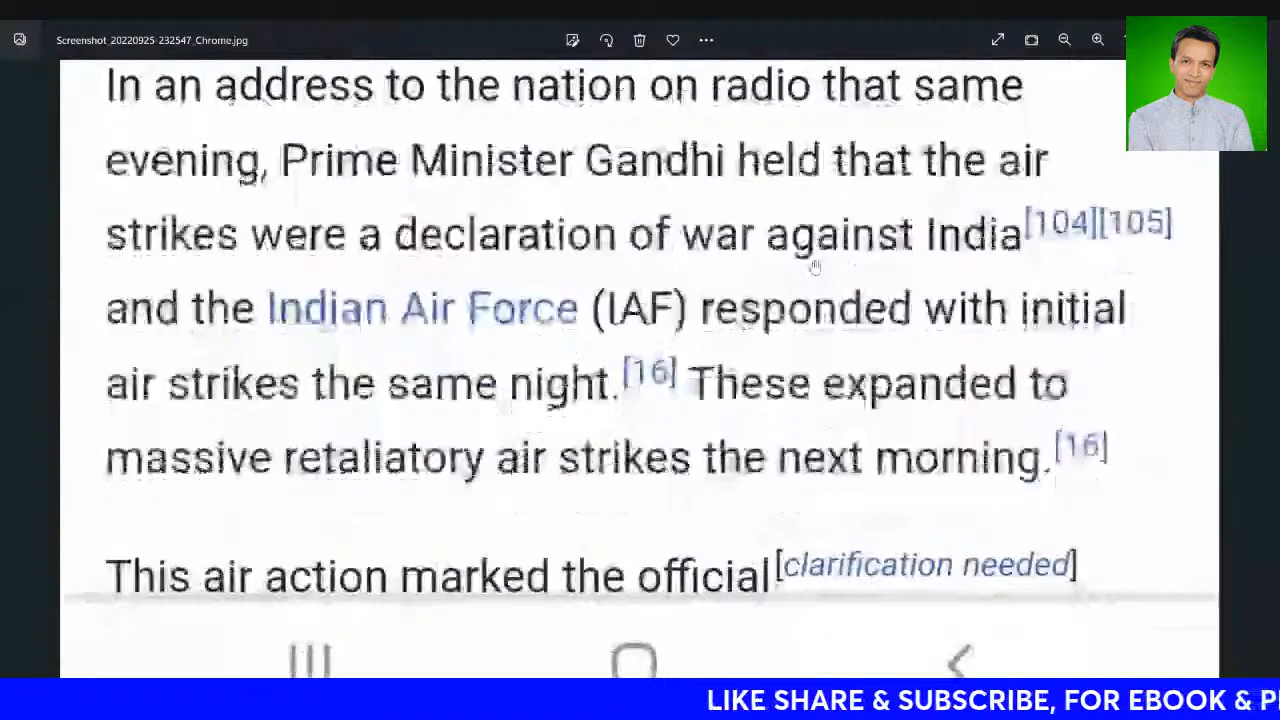 Screenshot_20220925-232547_Chrome.jpg
In an address to the nation on radio that same
evening, Prime Minister Gandhi held that the air
strikes were a declaration of war against India[104][105]
and the Indian Air Force (IAF) responded with initial
air strikes the same night.[16] These expanded to
massive retaliatory air strikes the next morning.[16]
This air action marked the official[clarification needed]
LIKE SHARE & SUBSCRIBE, FOR EBOOK & P